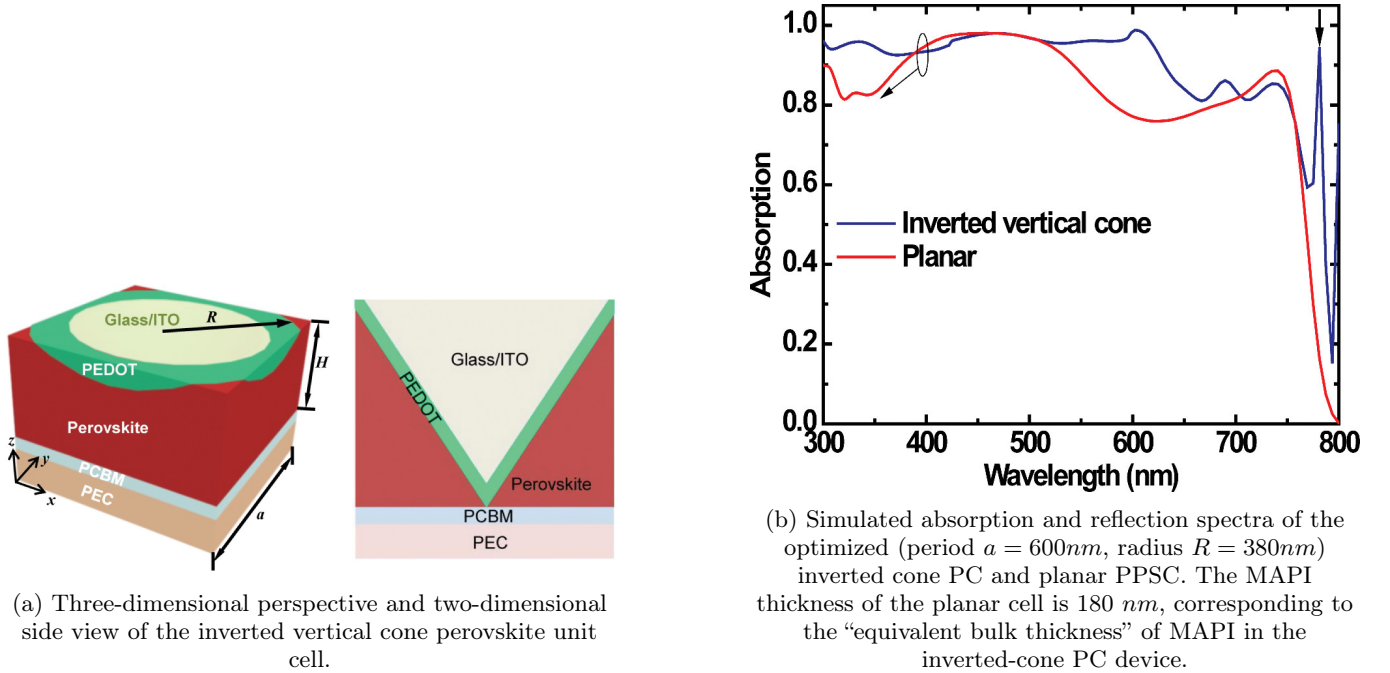 Glass/ITO
R
H
PEDOT
Perovskite
z
y
x
PCBM
PEC
a
Glass/ITO
PEDOT
Perovskite
PCBM
PEC
(a) Three-dimensional perspective and two-dimensional
side view of the inverted vertical cone perovskite unit
cell.
1.0
0.8
0.6
0.4
0.2
0.0
Absorption
Inverted vertical cone
Planar
300 400 500 600 700 800
Wavelength (nm)
(b) Simulated absorption and reflection spectra of the
optimized (period a = 600nm, radius R = 380nm)
inverted cone PC and planar PPSC. The MAPI
thickness of the planar cell is 180 nm, corresponding to
the “equivalent bulk thickness” of MAPI in the
inverted-cone PC device.